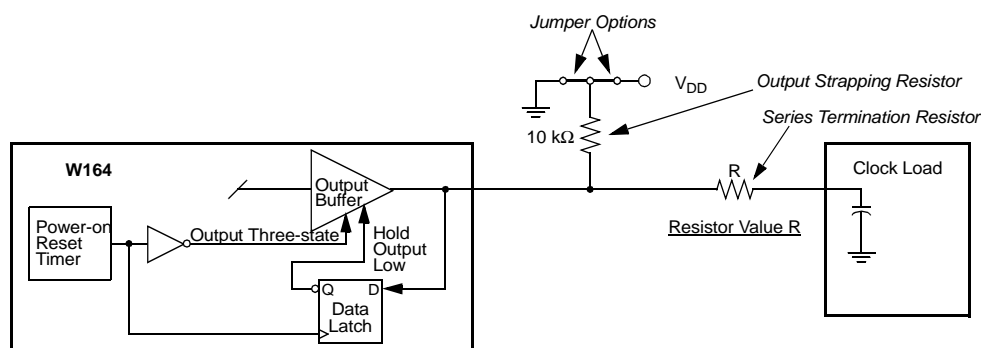 Jumper Options
VDD
Output Strapping Resistor
Series Termination Resistor
10 kΩ
W164
Output
Buffer
R
Clock Load
Power-on
Reset
Timer
Output Three-state
Hold
Output
Low
Resistor Value R
Q
D
Data
Latch